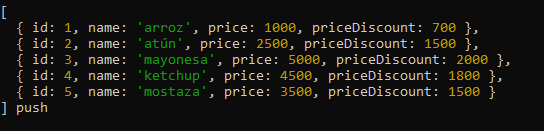 [
  { id: 1, name: 'arroz', price: 1000, priceDiscount: 700 },
  { id: 2, name: 'atún', price: 2500, priceDiscount: 1500 },
  { id: 3, name: 'mayonesa', price: 5000, priceDiscount: 2000 },
  { id: 4, name: 'ketchup', price: 4500, priceDiscount: 1800 },
  { id: 5, name: 'mostaza', price: 3500, priceDiscount: 1500 }
] push